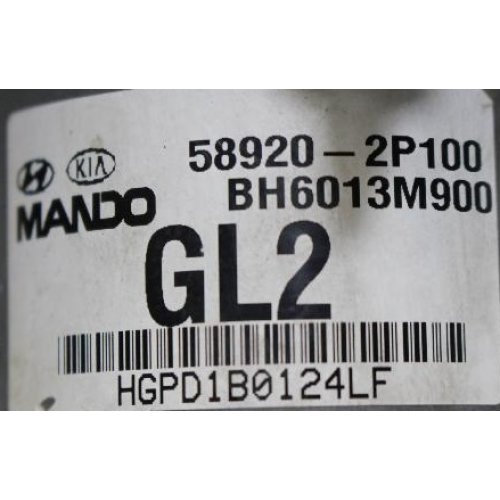 58920-2P100
KIA
BH6013M900
MANDO
GL2
HGPD1B0124LF